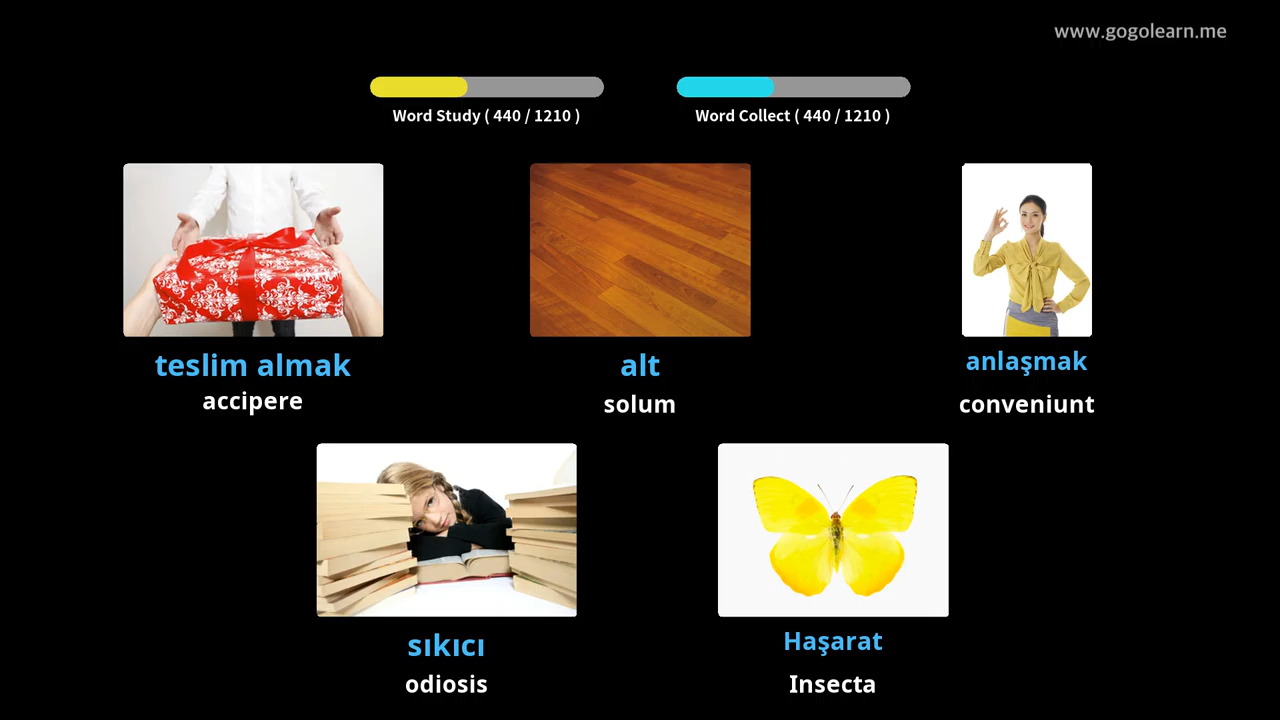 www.gogolearn.me
Word Study ( 440 / 1210 )
Word Collect ( 440 / 1210 )
teslim almak
accipere
alt
solum
anlaşmak
conveniunt
sıkıcı
odiosis
Haşarat
Insecta